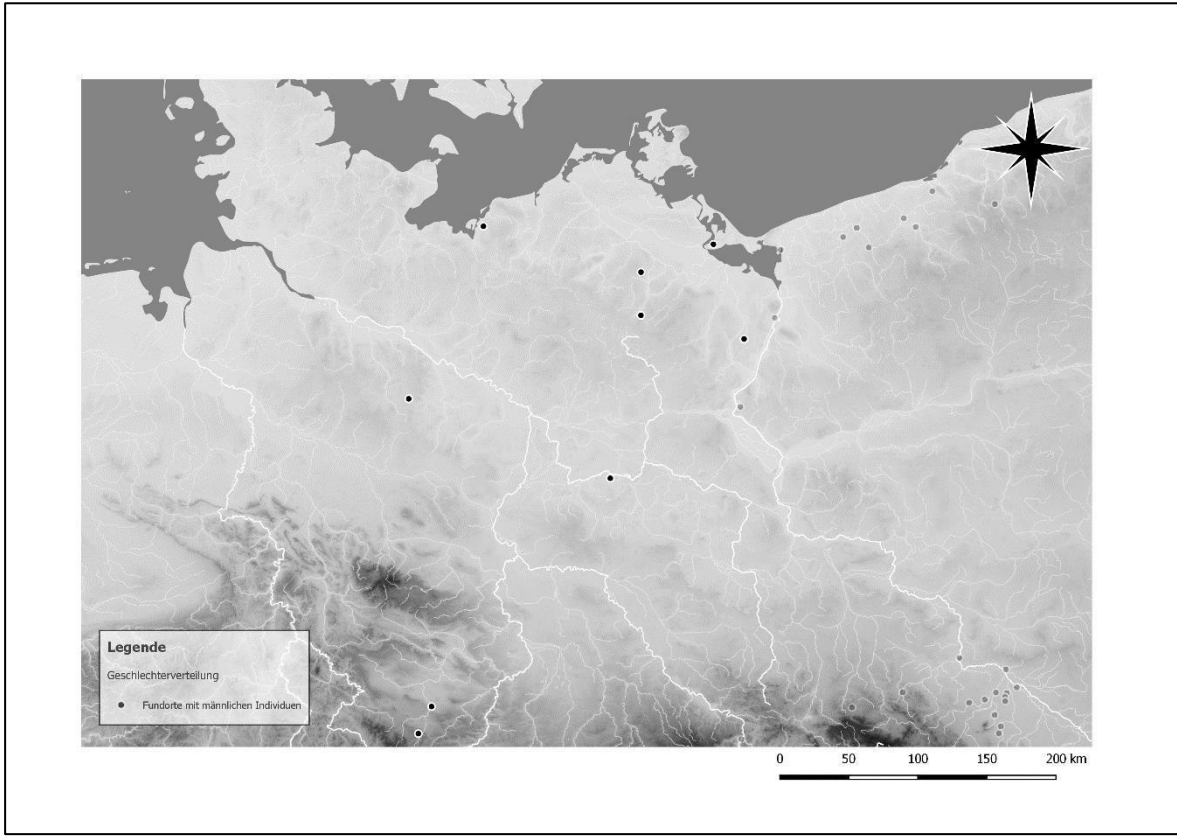 Legende
Geschlechterverteilung
Fundorte mit männlichen Individuen
0 50 100 150 200 km